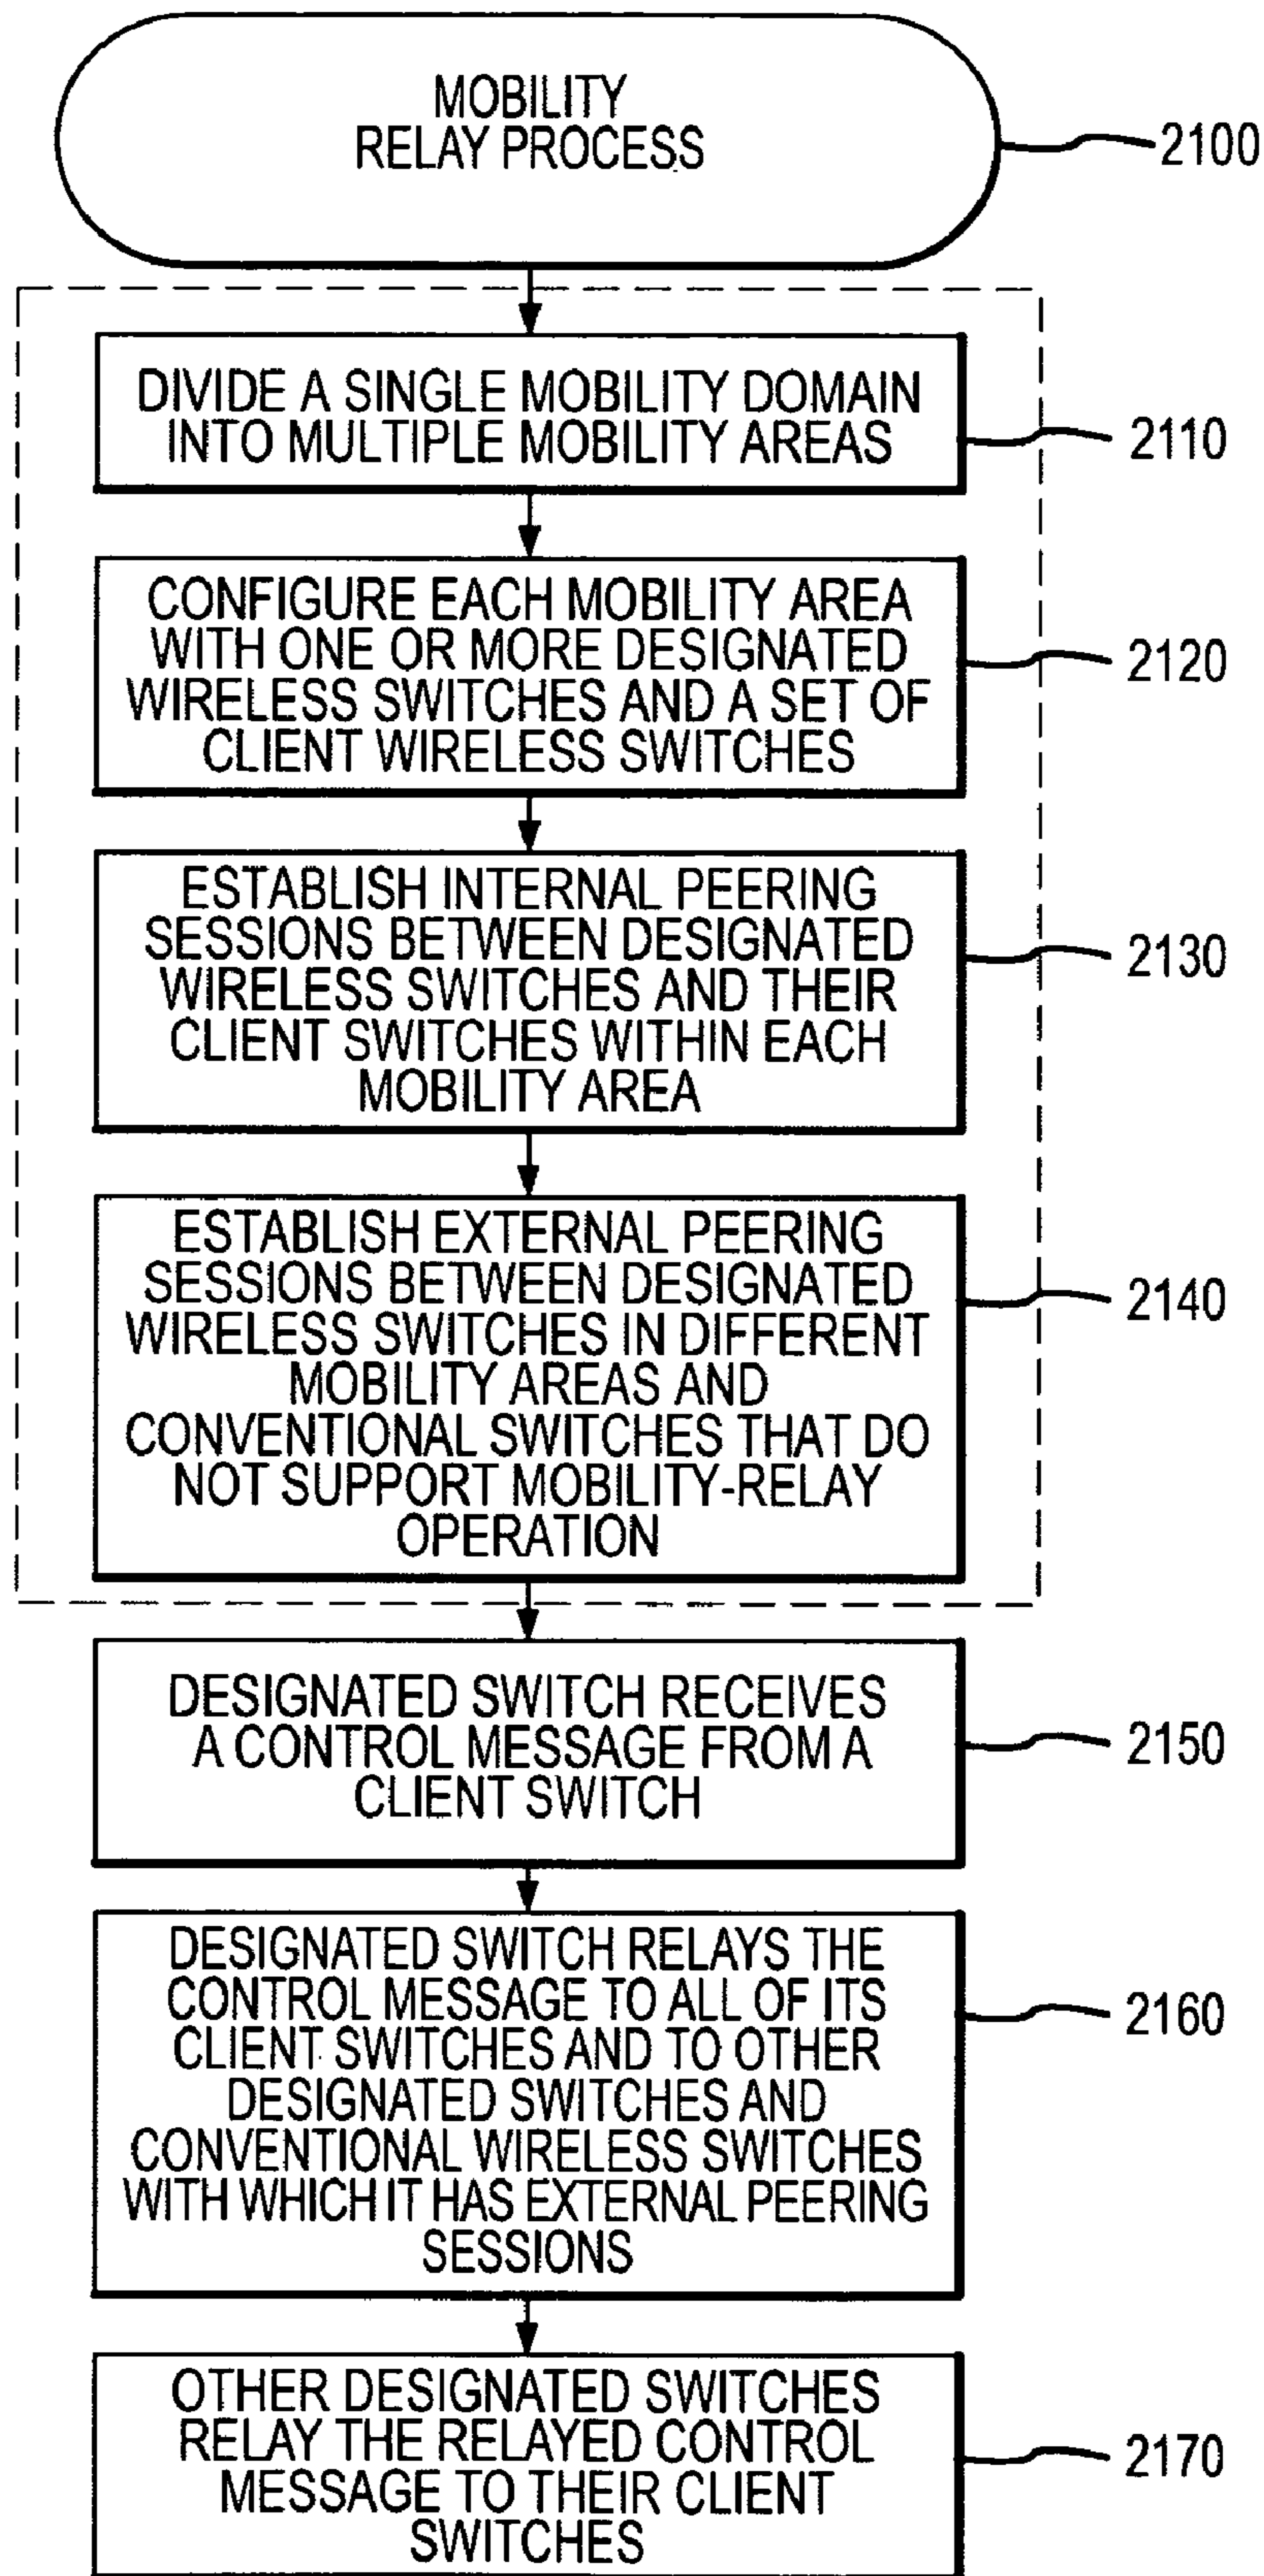 MOBILITY
RELAY PROCESS
2100
DIVIDE A SINGLE MOBILITY DOMAIN
INTO MULTIPLE MOBILITY AREAS
2110
CONFIGURE EACH MOBILITY AREA
WITH ONE OR MORE DESIGNATED
WIRELESS SWITCHES AND A SET OF
CLIENT WIRELESS SWITCHES
2120
ESTABLISH INTERNAL PEERING
SESSIONS BETWEEN DESIGNATED
WIRELESS SWITCHES AND THEIR
CLIENT SWITCHES WITHIN EACH
MOBILITY AREA
2130
ESTABLISH EXTERNAL PEERING
SESSIONS BETWEEN DESIGNATED
WIRELESS SWITCHES IN DIFFERENT
MOBILITY AREAS AND
CONVENTIONAL SWITCHES THAT DO
NOT SUPPORT MOBILITY-RELAY
OPERATION
2140
DESIGNATED SWITCH RECEIVES
A CONTROL MESSAGE FROM A
CLIENT SWITCH
2150
DESIGNATED SWITCH RELAYS THE
CONTROL MESSAGE TO ALL OF ITS
CLIENT SWITCHES AND TO OTHER
DESIGNATED SWITCHES AND
CONVENTIONAL WIRELESS SWITCHES
WITH WHICH IT HAS EXTERNAL PEERING
SESSIONS
2160
OTHER DESIGNATED SWITCHES
RELAY THE RELAYED CONTROL
MESSAGE TO THEIR CLIENT
SWITCHES
2170